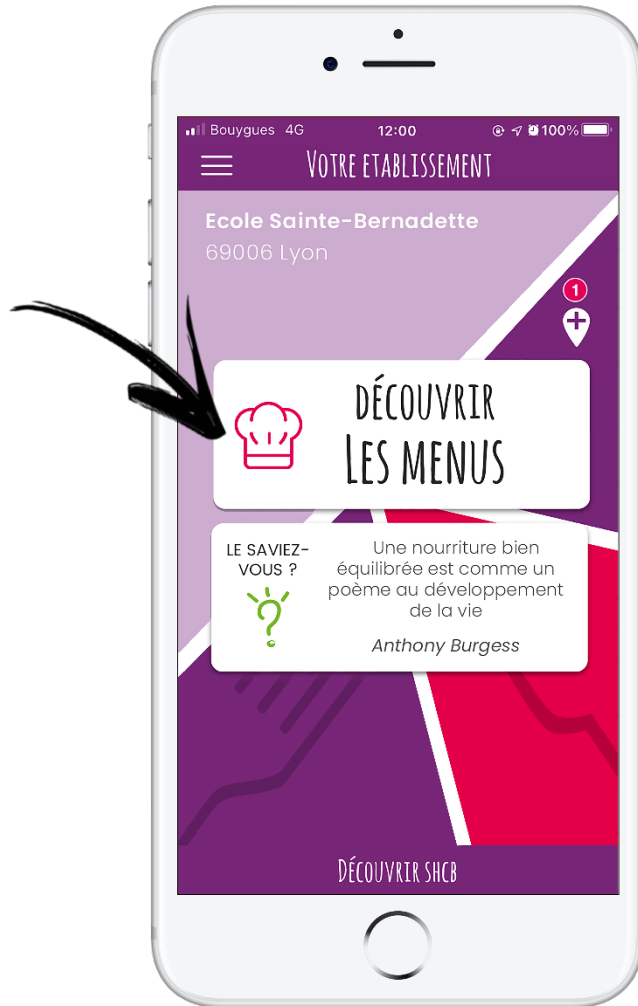 Bouygues 4G 12:00 100%
VOTRE ETABLISSEMENT
Ecole Sainte-Bernadette
69006 Lyon
1
DÉCOUVRIR
LES MENUS
LE SAVIEZ-
VOUS ?
Une nourriture bien
équilibrée est comme un
poème au développement
de la vie
Anthony Burgess
DÉCOUVRIR SHCB